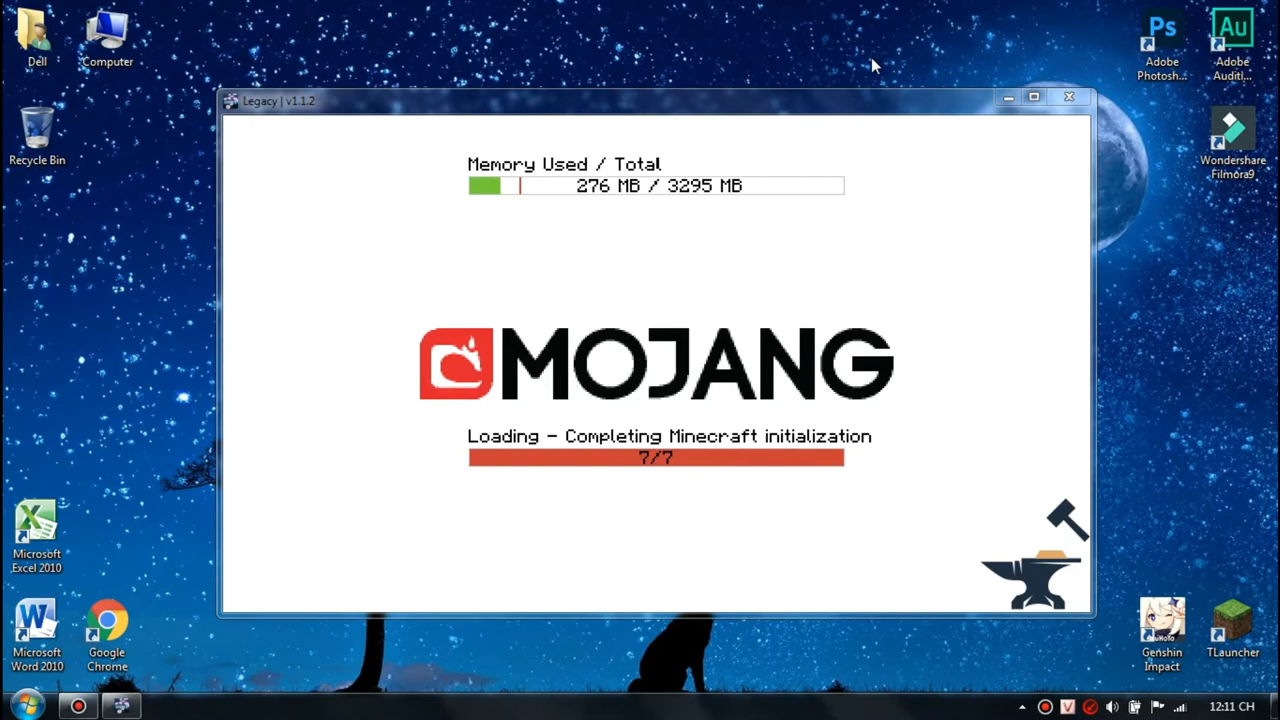 Dell
Computer
Recycle Bin
Ps
Adobe
Photosh...
Au
Adobe
Auditi...
Wondershare
Filmora9
Legacy | v1.1.2
Memory Used / Total
276 MB / 3295 MB
MOJANG
Loading - Completing Minecraft initialization
7/7
Microsoft
Excel 2010
Microsoft
Word 2010
Google
Chrome
Genshin
Impact
TLauncher
V
12:11 CH